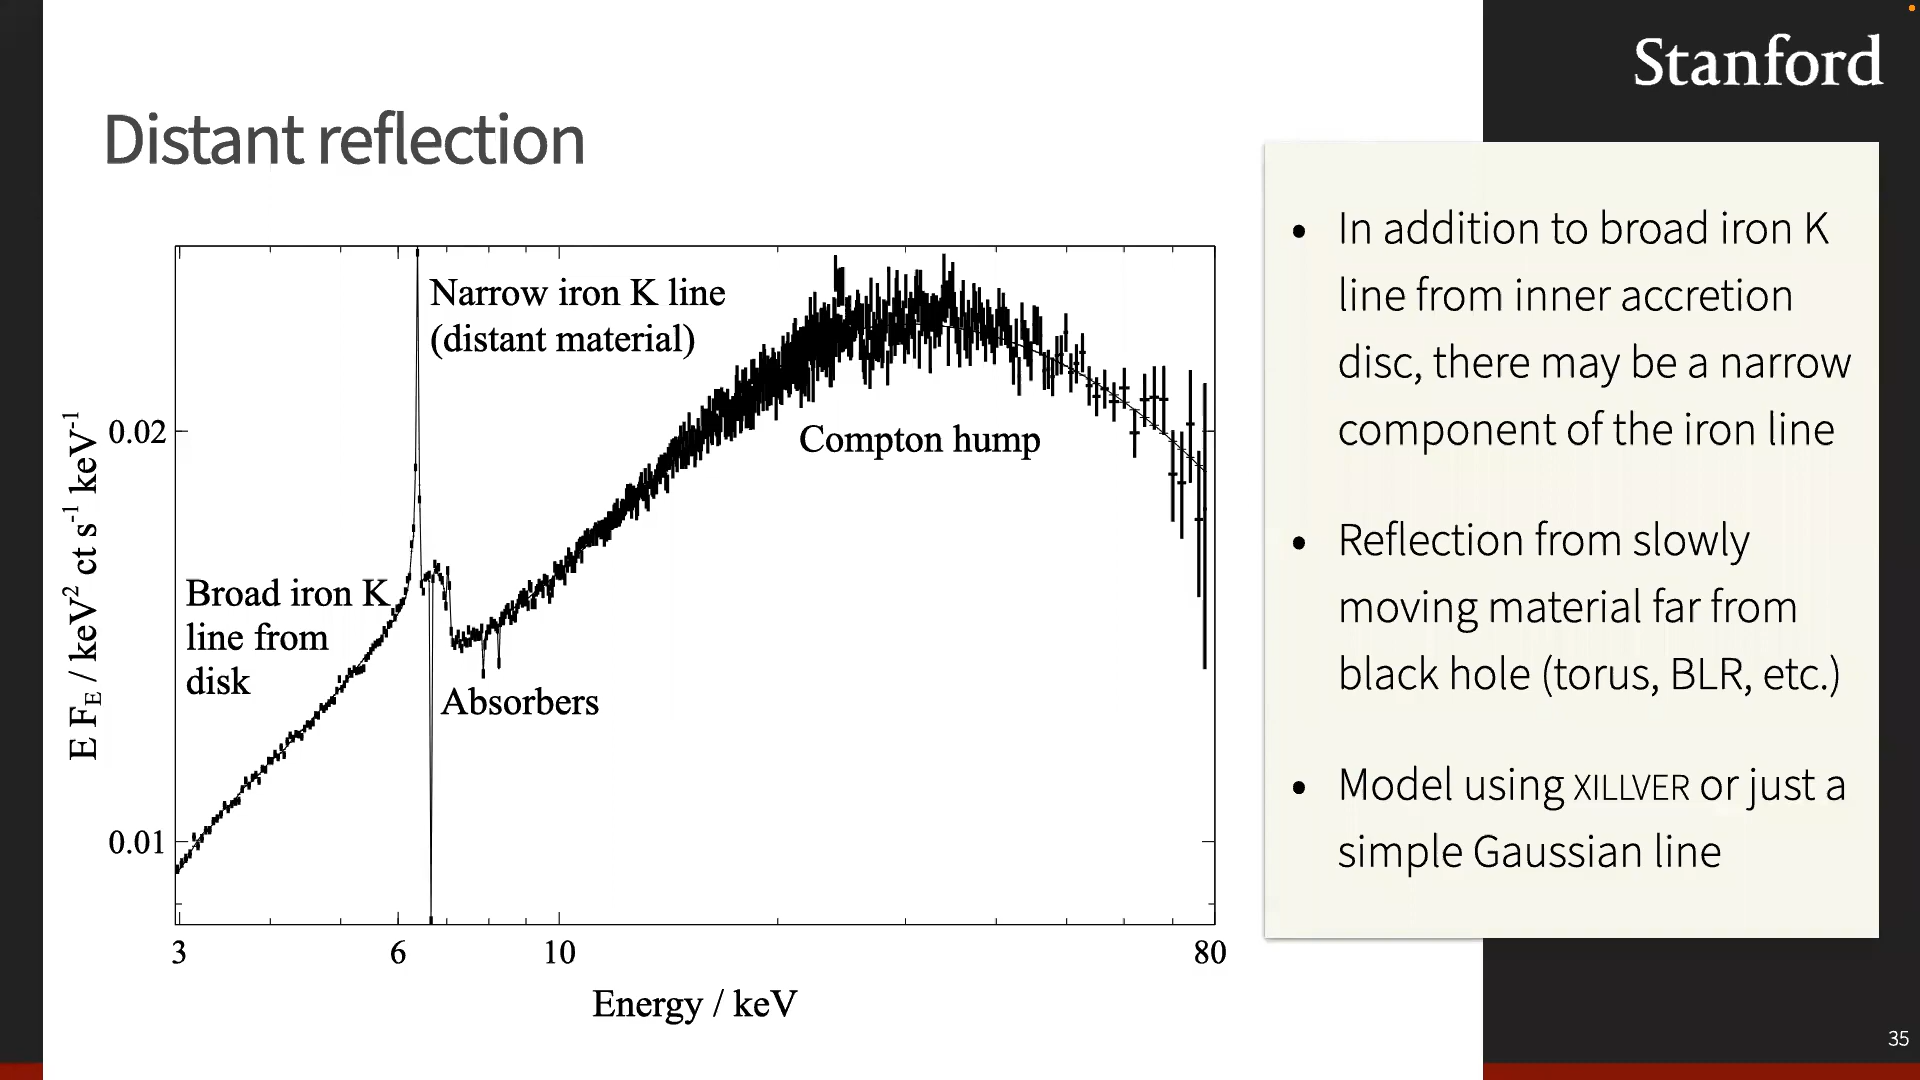 Stanford
Distant reflection
Narrow iron K line
(distant material)
Broad iron K
line from
disk
Absorbers
Compton hump
E F_E / keV² ct s⁻¹ keV⁻¹
0.02
0.01
3 6 10 80
Energy / keV
• In addition to broad iron K
line from inner accretion
disc, there may be a narrow
component of the iron line
• Reflection from slowly
moving material far from
black hole (torus, BLR, etc.)
• Model using XILLVER or just a
simple Gaussian line
35